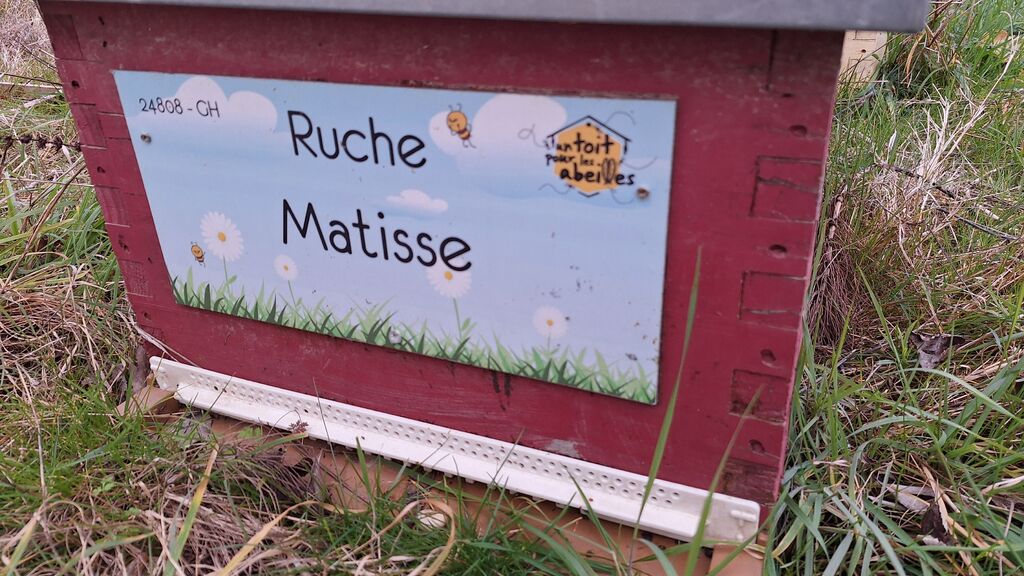 24808 - GH
Ruche
Matisse
un toit
pour les
abeilles